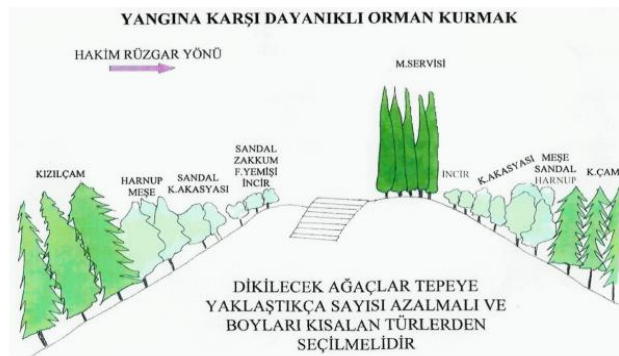 YANGINA KARŞI DAYANIKLI ORMAN KURMAK
HAKİM RÜZGAR YÖNÜ
M.SERVİSİ
KIZILÇAM
HARNUP
MEŞE
SANDAL
K.AKASYASI
SANDAL
ZAKKUM
F.YEMİŞİ
İNCİR
INCIR
K.AKASYASI
MEŞE
SANDAL
HARNUP
K.ÇAM
DİKİLECEK AĞAÇLAR TEPEYE
YAKLAŞTIKÇA SAYISI AZALMALI VE
BOYLARI KISALAN TÜRLERDEN
SEÇİLMELİDİR